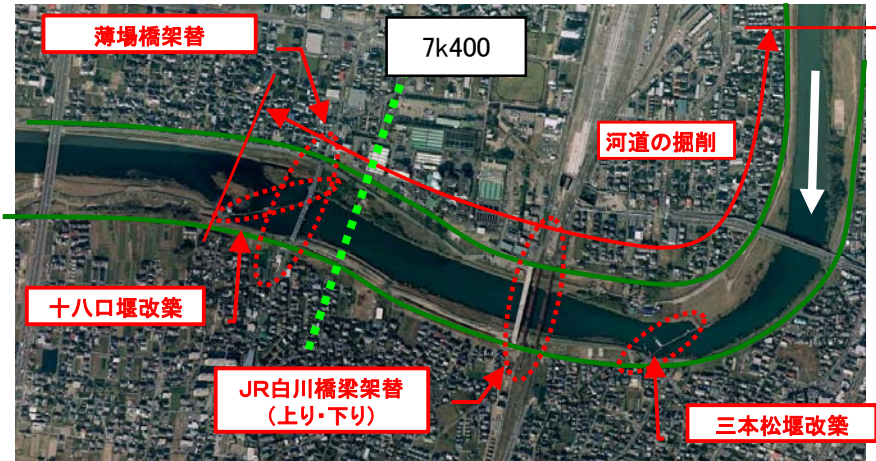 薄場橋架替
7k400
河道の掘削
十八口堰改築
JR白川橋梁架替
(上り・下り)
三本松堰改築